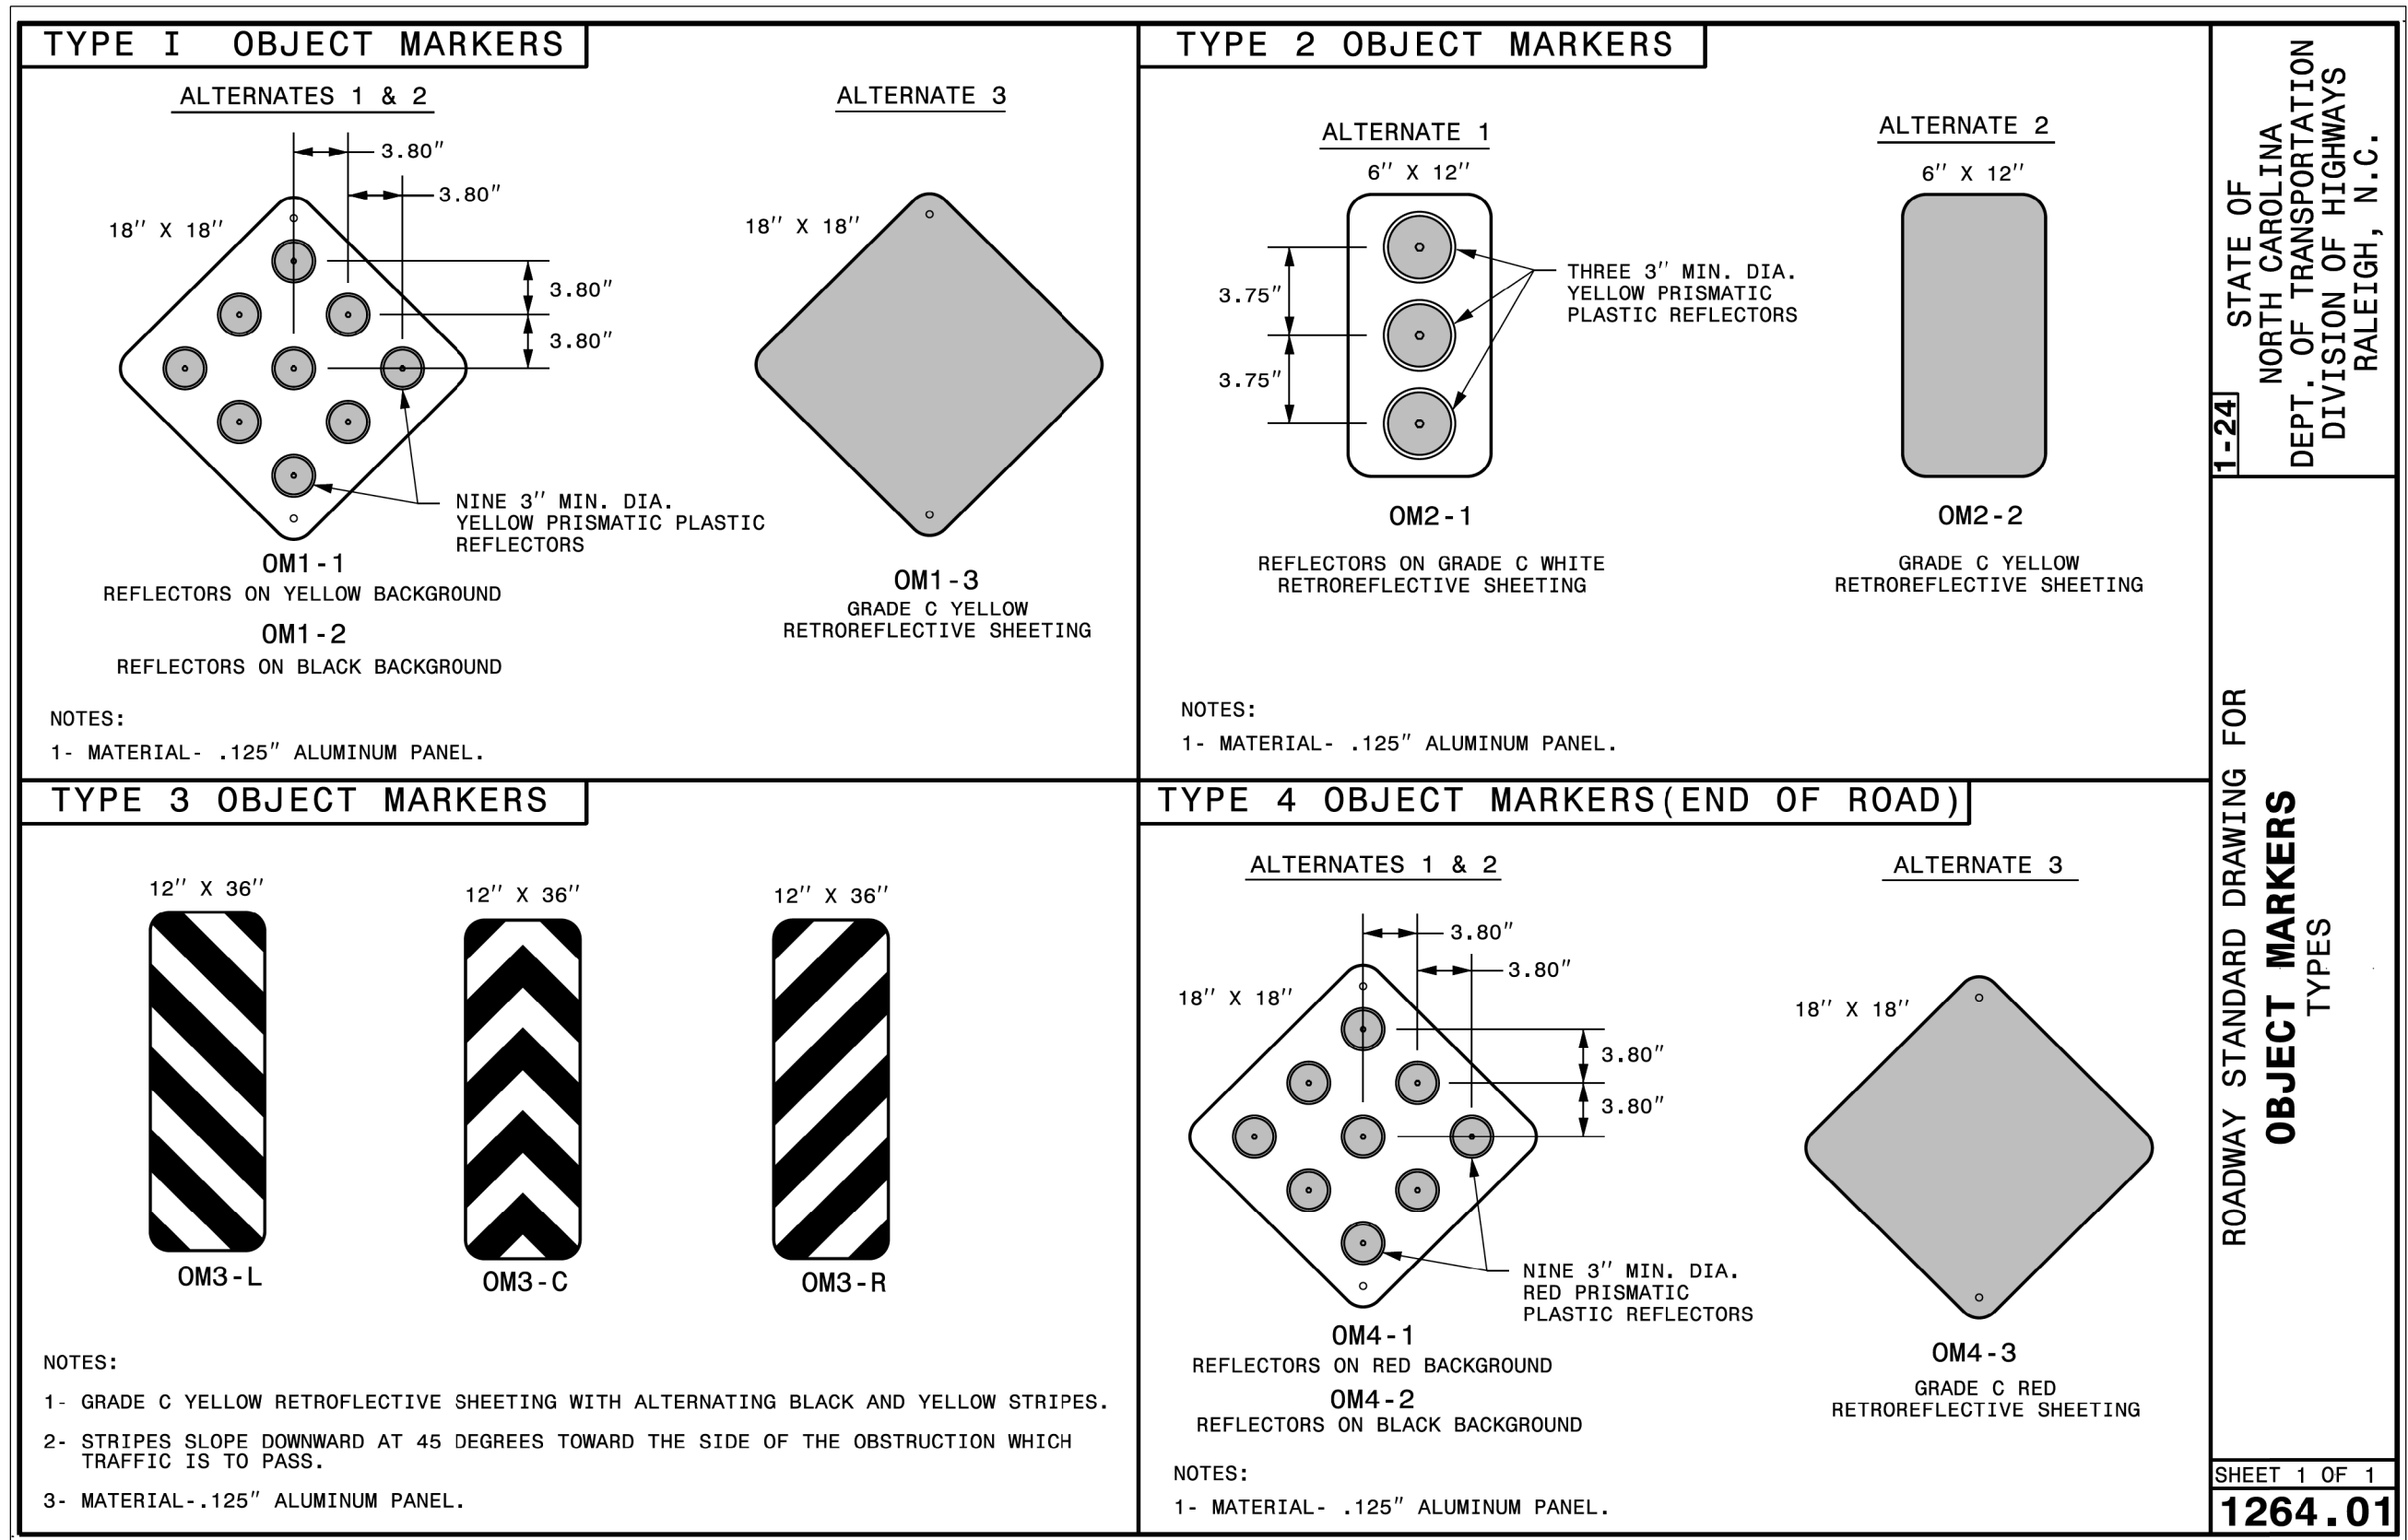 TYPE I OBJECT MARKERS
ALTERNATES 1 & 2
3.80"
3.80"
18" X 18"
3.80"
3.80"
NINE 3" MIN. DIA.
YELLOW PRISMATIC PLASTIC
REFLECTORS
OM1-1
REFLECTORS ON YELLOW BACKGROUND
OM1-2
REFLECTORS ON BLACK BACKGROUND
ALTERNATE 3
18" X 18"
OM1-3
GRADE C YELLOW
RETROREFLECTIVE SHEETING
NOTES:
1- MATERIAL- .125" ALUMINUM PANEL.
TYPE 2 OBJECT MARKERS
ALTERNATE 1
6" X 12"
3.75"
3.75"
THREE 3" MIN. DIA.
YELLOW PRISMATIC
PLASTIC REFLECTORS
OM2-1
REFLECTORS ON GRADE C WHITE
RETROREFLECTIVE SHEETING
ALTERNATE 2
6" X 12"
OM2-2
GRADE C YELLOW
RETROREFLECTIVE SHEETING
NOTES:
1- MATERIAL- .125" ALUMINUM PANEL.
TYPE 3 OBJECT MARKERS
12" X 36"
OM3-L
12" X 36"
OM3-C
12" X 36"
OM3-R
NOTES:
1- GRADE C YELLOW RETROFLECTIVE SHEETING WITH ALTERNATING BLACK AND YELLOW STRIPES.
2- STRIPES SLOPE DOWNWARD AT 45 DEGREES TOWARD THE SIDE OF THE OBSTRUCTION WHICH
TRAFFIC IS TO PASS.
3- MATERIAL-.125" ALUMINUM PANEL.
TYPE 4 OBJECT MARKERS(END OF ROAD)
ALTERNATES 1 & 2
3.80"
3.80"
18" X 18"
3.80"
3.80"
NINE 3" MIN. DIA.
RED PRISMATIC
PLASTIC REFLECTORS
OM4-1
REFLECTORS ON RED BACKGROUND
OM4-2
REFLECTORS ON BLACK BACKGROUND
ALTERNATE 3
18" X 18"
OM4-3
GRADE C RED
RETROREFLECTIVE SHEETING
NOTES:
1- MATERIAL- .125" ALUMINUM PANEL.
STATE OF
NORTH CAROLINA
DEPT. OF TRANSPORTATION
DIVISION OF HIGHWAYS
RALEIGH, N.C.
1-24
ROADWAY STANDARD DRAWING FOR
OBJECT MARKERS
TYPES
SHEET 1 OF 1
1264.01